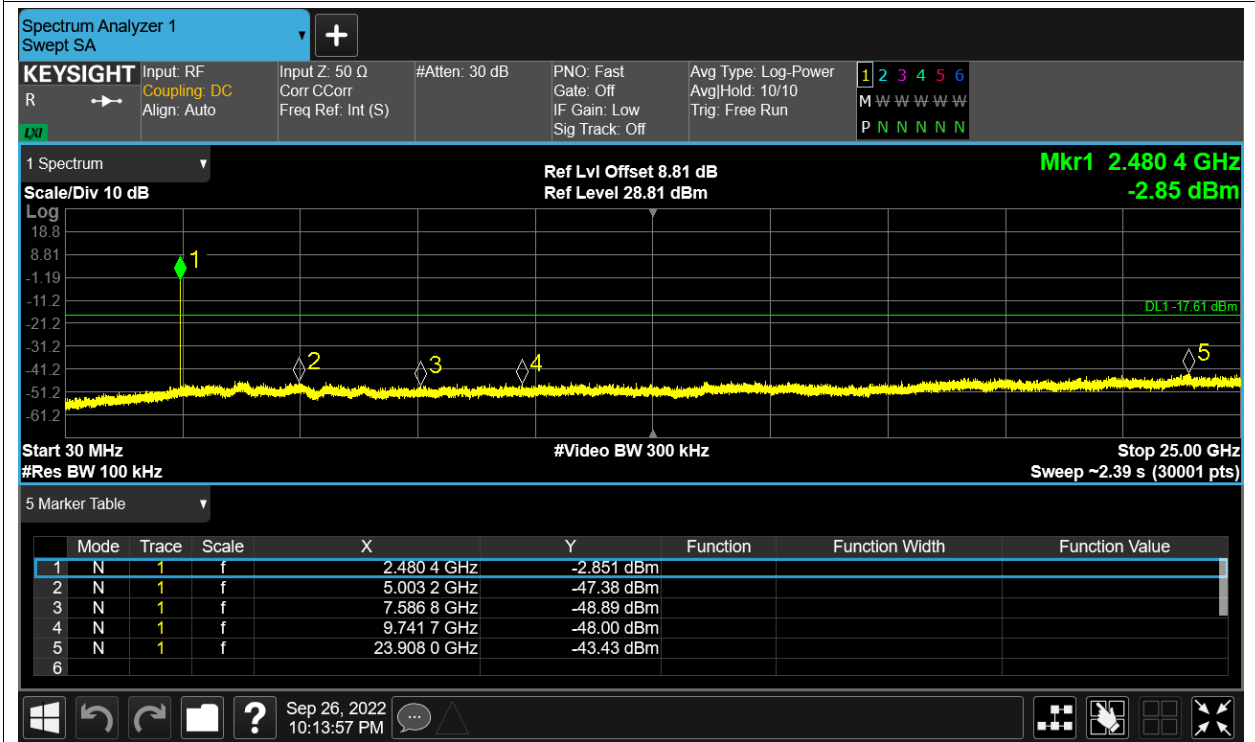 Spectrum Analyzer 1
Swept SA
+
KEYSIGHT Input: RF Input Z: 50 Ω #Atten: 30 dB PNO: Fast Avg Type: Log-Power 1 2 3 4 5 6
R Coupling: DC Corr CCorr Gate: Off Avg|Hold: 10/10 M W W W W W
Align: Auto Freq Ref: Int (S) IF Gain: Low Trig: Free Run
LXI Sig Track: Off P N N N N N
1 Spectrum Ref Lvl Offset 8.81 dB Mkr1 2.480 4 GHz
Scale/Div 10 dB Ref Level 28.81 dBm -2.85 dBm
Log
18.8
8.81 1
-1.19
-11.2 DL1 -17.61 dBm
-21.2
-31.2 2 3 4 5
-41.2
-51.2
-61.2
Start 30 MHz #Video BW 300 kHz Stop 25.00 GHz
#Res BW 100 kHz Sweep ~2.39 s (30001 pts)
5 Marker Table
Mode Trace Scale X Y Function Function Width Function Value
1 N 1 f 2.480 4 GHz -2.851 dBm
2 N 1 f 5.003 2 GHz -47.38 dBm
3 N 1 f 7.586 8 GHz -48.89 dBm
4 N 1 f 9.741 7 GHz -48.00 dBm
5 N 1 f 23.908 0 GHz -43.43 dBm
6
? Sep 26, 2022
10:13:57 PM